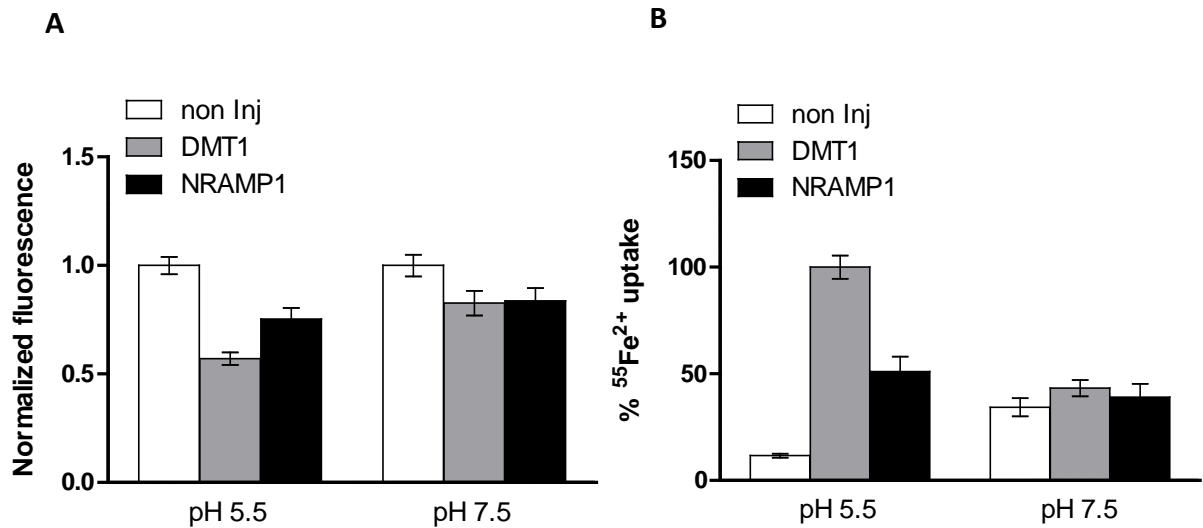 A
non Inj
DMT1
NRAMP1
Normalized fluorescence
1.5
1.0
0.5
0.0
pH 5.5
pH 7.5
B
non Inj
DMT1
NRAMP1
% ⁵⁵Fe²⁺ uptake
150
100
50
0
pH 5.5
pH 7.5